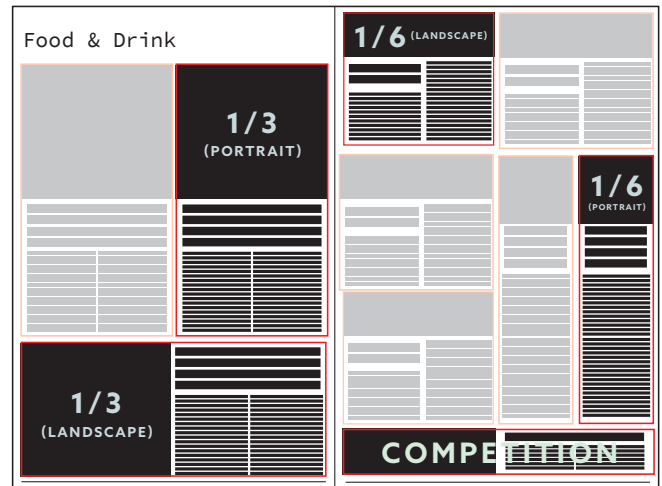 Food & Drink
1/3
(PORTRAIT)
1/3
(LANDSCAPE)
1/6 (LANDSCAPE)
1/6
(PORTRAIT)
COMPETITION